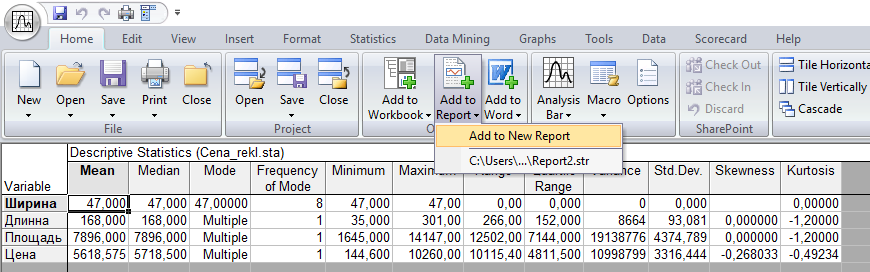 Home Edit View Format Statistics Data Mining Graphs Tools Data Scorecard Help
New Open Save Print Close
File
Open Save Close
Project
Add to Workbook Add to Report Add to Word
O
Analysis Bar Macro Options
Check Out
Check In
Discard
SharePoint
Tile Horizonta
Tile Vertically
Cascade
Add to New Report
C:\Users\...\Report2.str
Descriptive Statistics (Cena_rekl.sta)
Variable Mean Median Mode Frequency of Mode Minimum Maximum Range Range Variance Std.Dev. Skewness Kurtosis
Ширина 47,000 47,000 47,00000 8 47,000 47,00 0,00 0,000 0 0,000 0,00000
Длинна 168,000 168,000 Multiple 1 35,000 301,00 266,00 152,000 8664 93,081 0,000000 -1,20000
Площадь 7896,000 7896,000 Multiple 1 1645,000 14147,00 12502,00 7144,000 19138776 4374,789 0,000000 -1,20000
Цена 5618,575 5718,500 Multiple 1 144,600 10260,00 10115,40 4811,500 10998799 3316,444 -0,268033 -0,49234